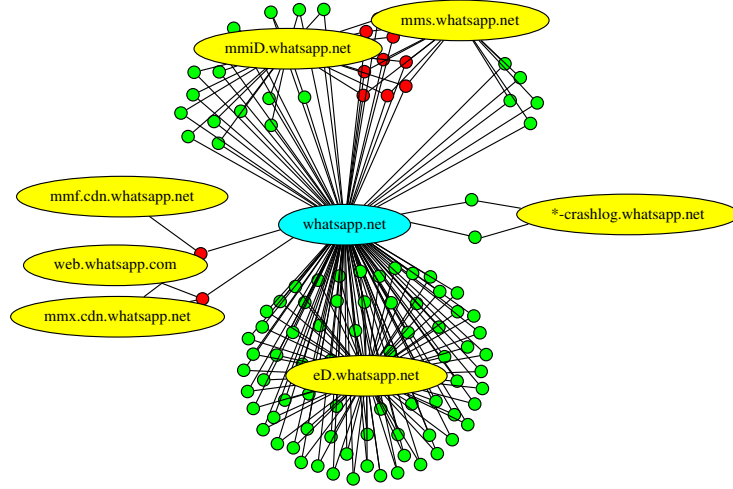 mms.whatsapp.net
mmiD.whatsapp.net
mmf.cdn.whatsapp.net
whatsapp.net
*-crashlog.whatsapp.net
web.whatsapp.com
mmx.cdn.whatsapp.net
eD.whatsapp.net